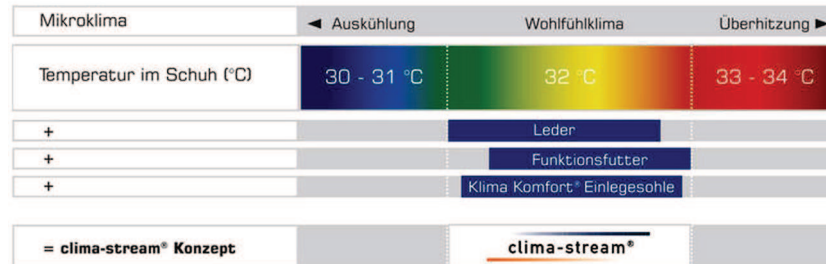 Mikroklima ◄ Auskühlung Wohlfühlklima Überhitzung ►
Temperatur im Schuh (°C) 30 - 31 °C 32 °C 33 - 34 °C
+ Leder
+ Funktionsfutter
+ Klima Komfort® Einlegesohle
= clima-stream® Konzept clima-stream®